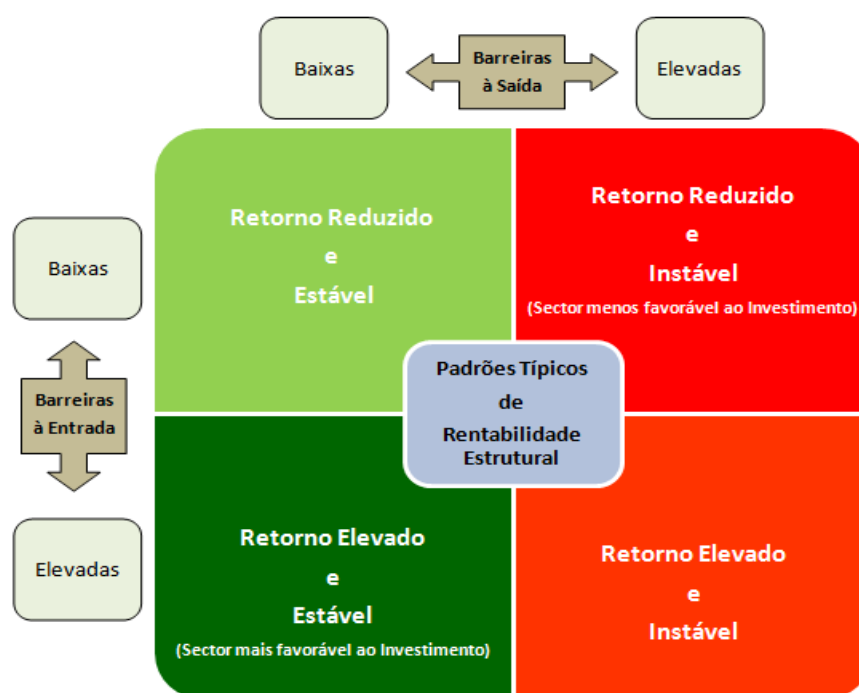 Baixas
Barreiras
à Saída
Elevadas
Retorno Reduzido
e
Estável
Retorno Reduzido
e
Instável
(Sector menos favorável ao Investimento)
Baixas
Barreiras
à Entrada
Elevadas
Padrões Típicos
de
Rentabilidade
Estrutural
Retorno Elevado
e
Estável
(Sector mais favorável ao Investimento)
Retorno Elevado
e
Instável